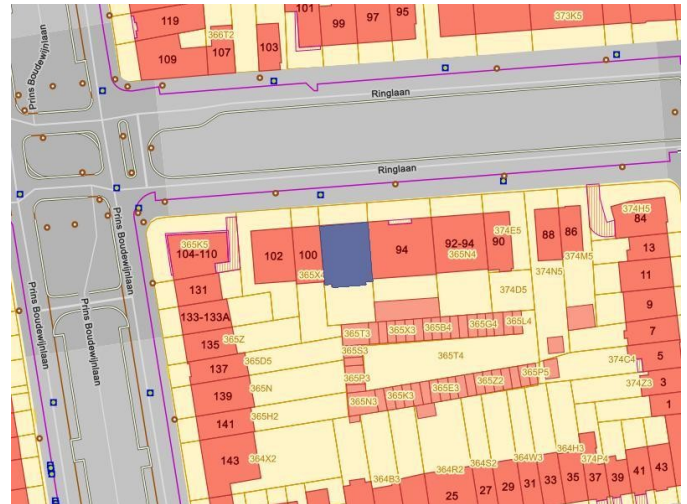 119
101
99
97
95
373K5
366T2
107
103
109
Prins Boudewijnlaan
Ringlaan
Ringlaan
Prins Boudewijnlaan
Prins Boudewijnlaan
Prins Boudewijnlaan
365K5
104-110
102
100
365X4
94
92-94
365N4
90
374E5
88
86
374M5
374N5
374H5
84
13
131
11
374D5
133-133A
9
365Z
365T3
365X3
365B4
365G4
365L4
7
135
365S3
365T4
365D5
137
5
374C4
365P3
365P5
374Z3
3
139
365N
365N3
365K3
365E3
365Z2
1
141
365H2
143
364X2
364B3
364R2
364S2
364W3
364H3
374P4
25
27
29
31
33
35
37
39
41
43